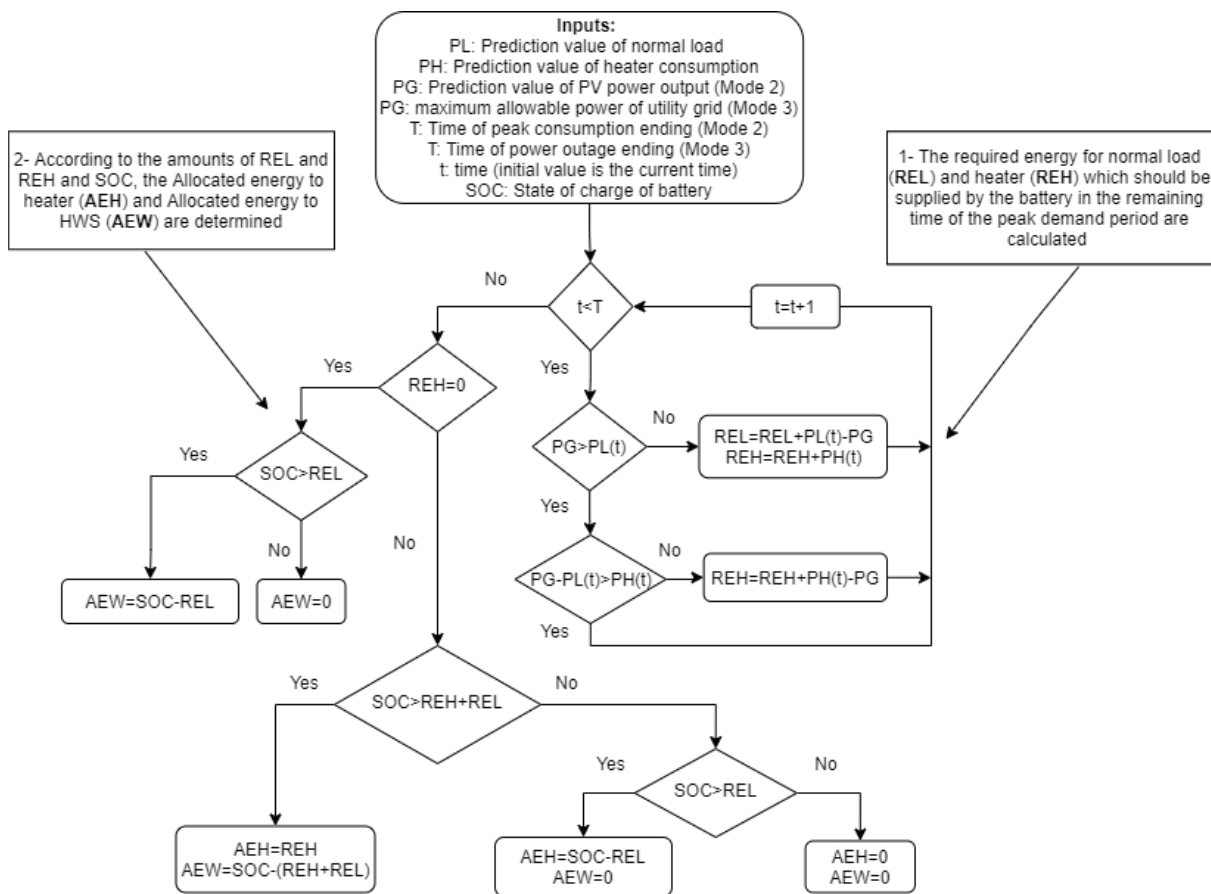 Inputs:
PL: Prediction value of normal load
PH: Prediction value of heater consumption
PG: Prediction value of PV power output (Mode 2)
PG: maximum allowable power of utility grid (Mode 3)
T: Time of peak consumption ending (Mode 2)
T: Time of power outage ending (Mode 3)
t: time (initial value is the current time)
SOC: State of charge of battery
2- According to the amounts of REL and
REH and SOC, the Allocated energy to
heater (AEH) and Allocated energy to
HWS (AEW) are determined
1- The required energy for normal load
(REL) and heater (REH) which should be
supplied by the battery in the remaining
time of the peak demand period are
calculated
No
t<T
t=t+1
Yes
Yes
REH=0
PG>PL(t)
No
REL=REL+PL(t)-PG
REH=REH+PH(t)
Yes
SOC>REL
Yes
No
No
PG-PL(t)>PH(t)
No
REH=REH+PH(t)-PG
AEW=SOC-REL
AEW=0
Yes
Yes
SOC>REH+REL
No
Yes
SOC>REL
No
AEH=REH
AEW=SOC-(REH+REL)
AEH=SOC-REL
AEW=0
AEH=0
AEW=0